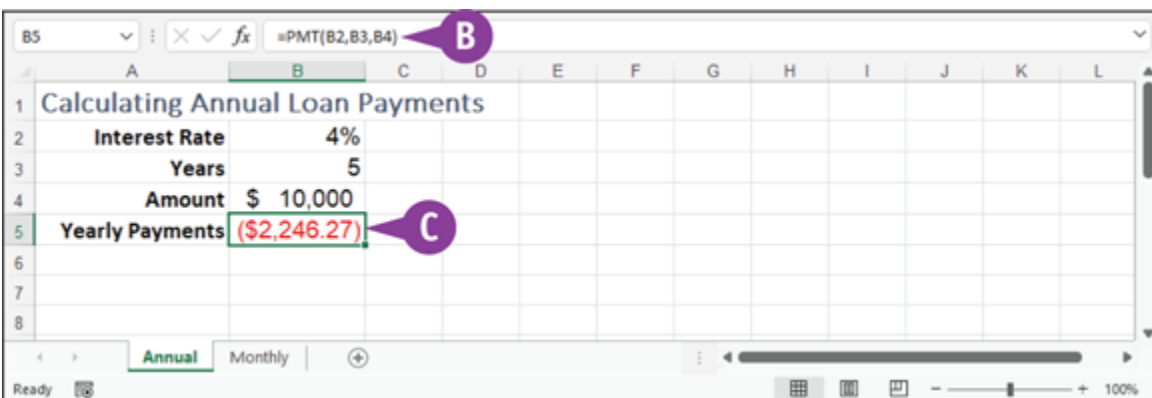 B5 fx =PMT(B2,B3,B4) B
A B C D E F G H I J K L
1 Calculating Annual Loan Payments
2 Interest Rate 4%
3 Years 5
4 Amount $ 10,000
5 Yearly Payments ($2,246.27) C
6
7
8
Annual Monthly
Ready 100%